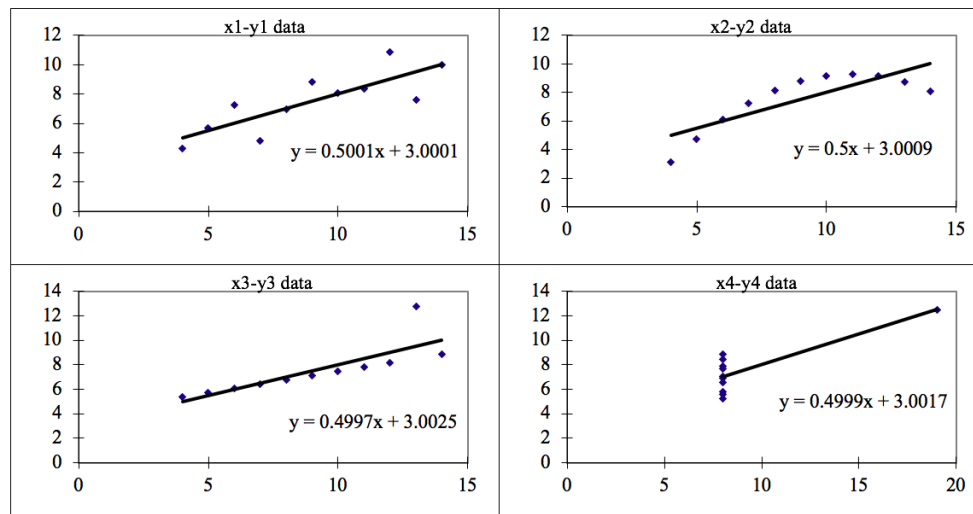 x1-y1 data
12
10
8
6
4
2
0
y = 0.5001x + 3.0001
0 5 10 15
x2-y2 data
12
10
8
6
4
2
0
y = 0.5x + 3.0009
0 5 10 15
x3-y3 data
14
12
10
8
6
4
2
0
y = 0.4997x + 3.0025
0 5 10 15
x4-y4 data
14
12
10
8
6
4
2
0
y = 0.4999x + 3.0017
0 5 10 15 20